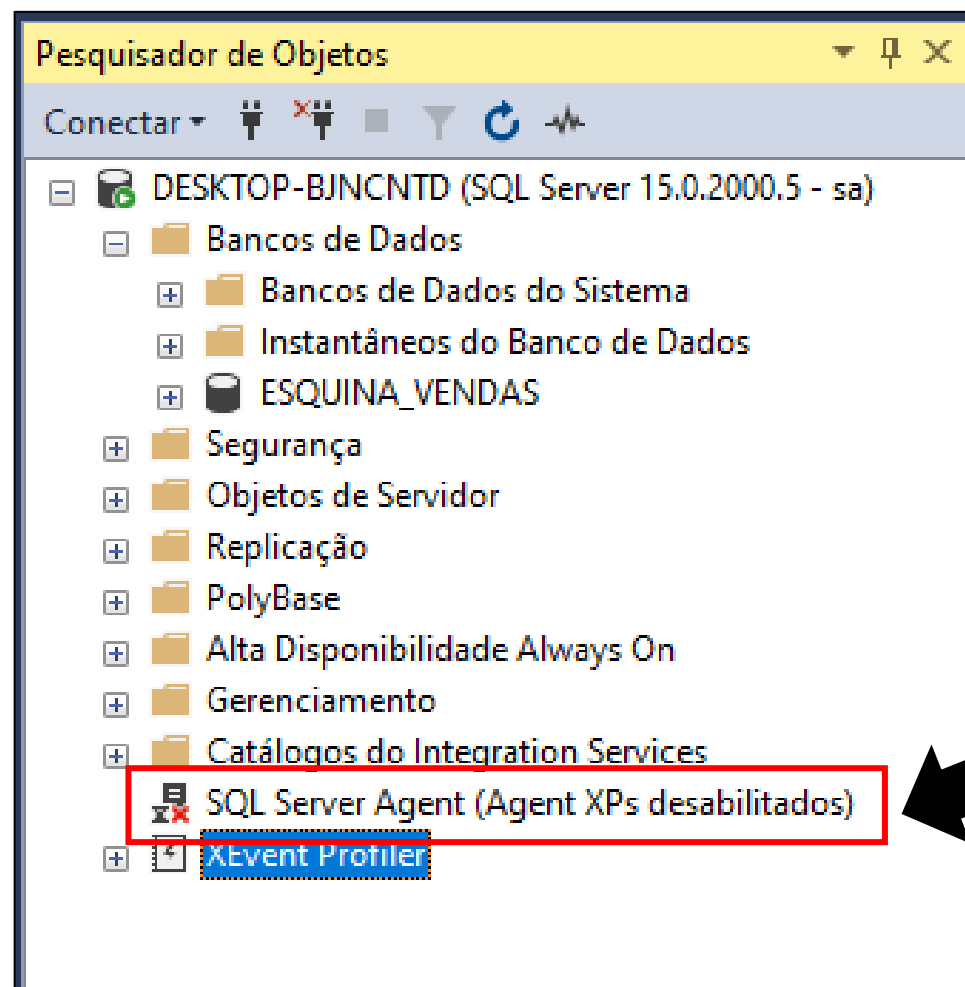 Pesquisador de Objetos
Conectar
DESKTOP-BJNCNTD (SQL Server 15.0.2000.5 - sa)
Bancos de Dados
Bancos de Dados do Sistema
Instantâneos do Banco de Dados
ESQUINA_VENDAS
Segurança
Objetos de Servidor
Replicação
PolyBase
Alta Disponibilidade Always On
Gerenciamento
Catálogos do Integration Services
SQL Server Agent (Agent XPs desabilitados)
XEvent Profiler